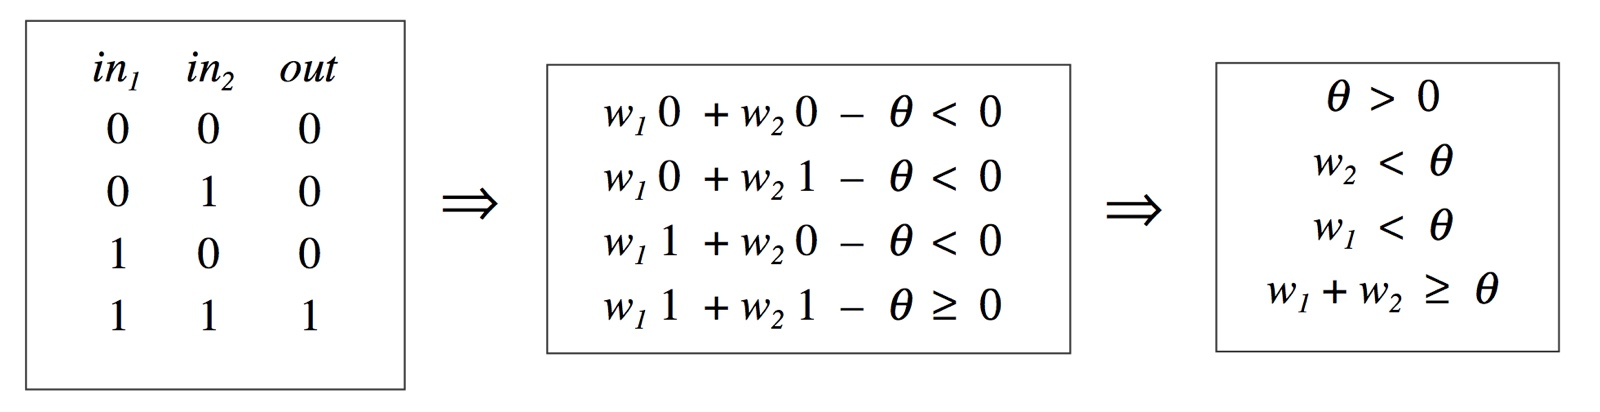 in₁ in₂ out
0 0 0
0 1 0
1 0 0
1 1 1
⇒
w₁ 0 + w₂ 0 – θ < 0
w₁ 0 + w₂ 1 – θ < 0
w₁ 1 + w₂ 0 – θ < 0
w₁ 1 + w₂ 1 – θ ≥ 0
⇒
θ > 0
w₂ < θ
w₁ < θ
w₁ + w₂ ≥ θ